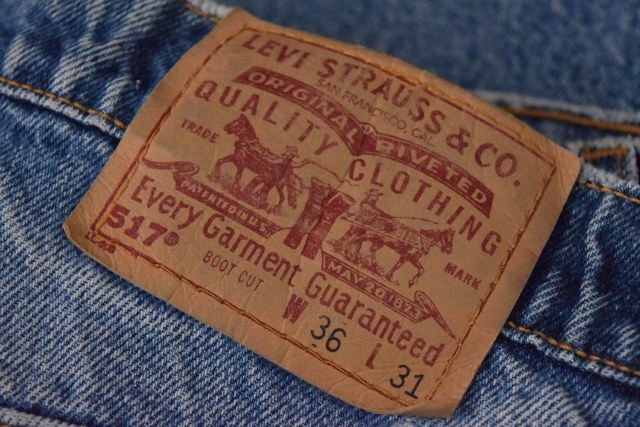 LEVI STRAUSS & CO.
SAN FRANCISCO, CAL.
ORIGINAL RIVETED
QUALITY CLOTHING
TRADE MARK
PATENTED IN U.S. MAY 20 1873
Every Garment Guaranteed
517®
BOOT CUT
W 36 L 31